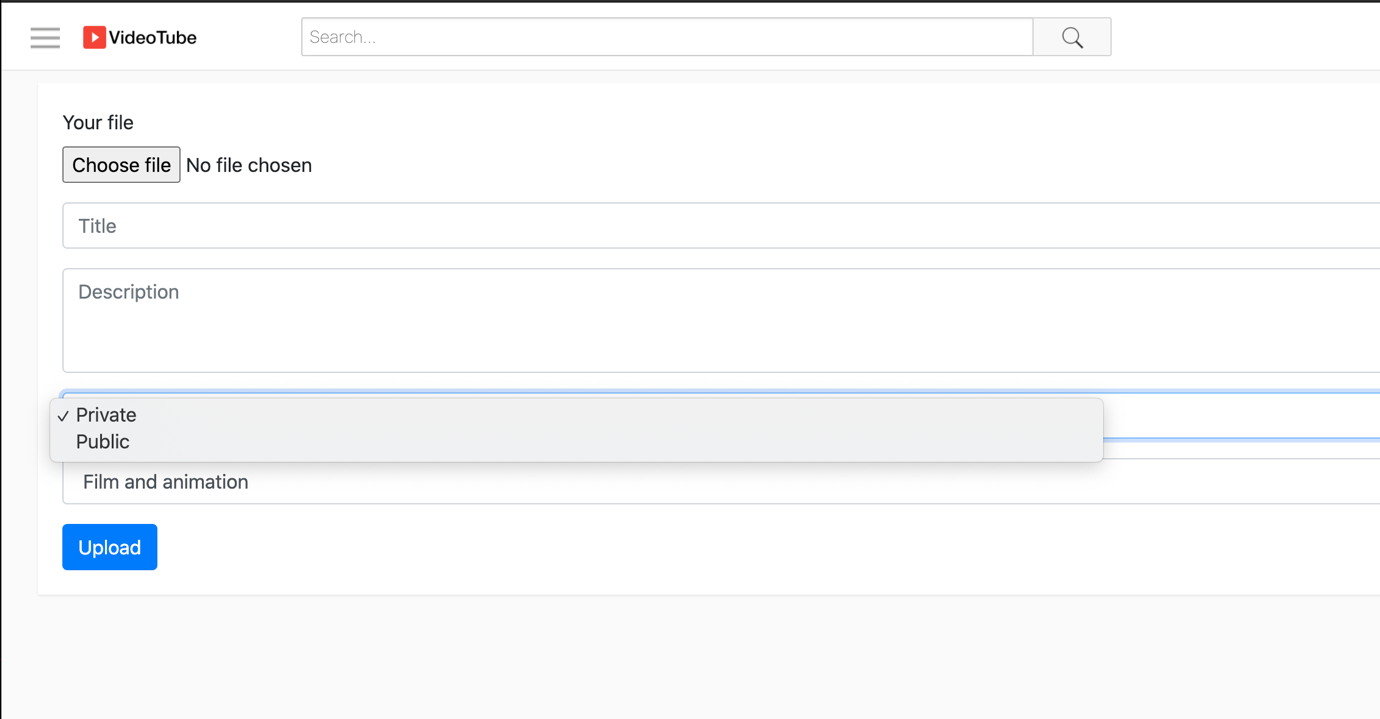 VideoTube
Search...
Your file
Choose file No file chosen
Title
Description
✓ Private
Public
Film and animation
Upload